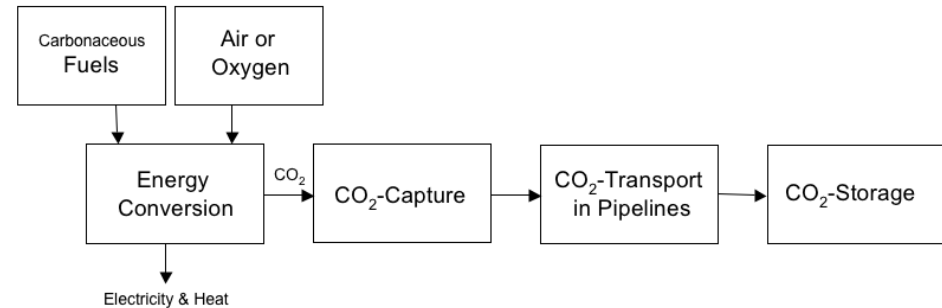 Carbonaceous
Fuels
Air or
Oxygen
Energy
Conversion
CO₂
CO₂-Capture
CO₂-Transport
in Pipelines
CO₂-Storage
Electricity & Heat